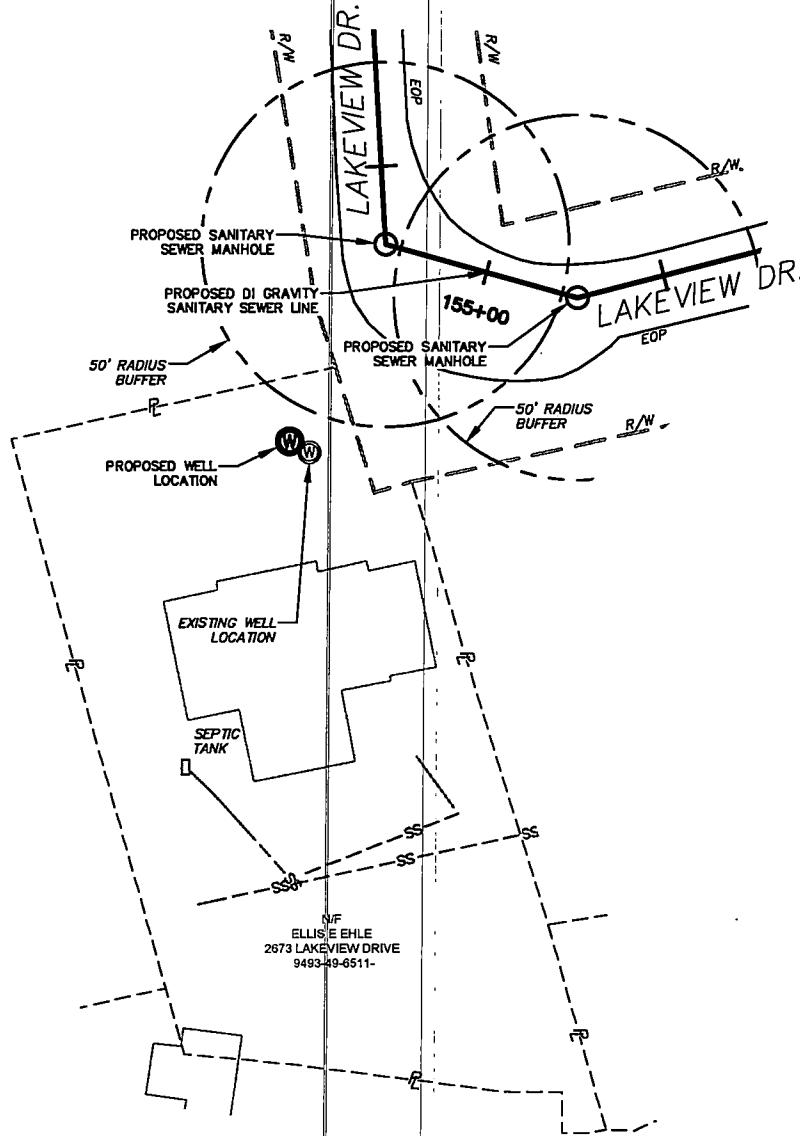 LAKEVIEW DR.
R/W
R/W
EOP
R/W.
PROPOSED SANITARY
SEWER MANHOLE
PROPOSED DI GRAVITY
SANITARY SEWER LINE
155+00
LAKEVIEW DR.
PROPOSED SANITARY
SEWER MANHOLE
EOP
50' RADIUS
BUFFER
PL
50' RADIUS
BUFFER
R/W
W
W
PROPOSED WELL
LOCATION
EXISTING WELL
LOCATION
PL
PL
SEPTIC
TANK
SS
SS
SS
SS
SS
N/F
ELLIS E EHLE
2673 LAKEVIEW DRIVE
9493-49-6511-
PL
PL